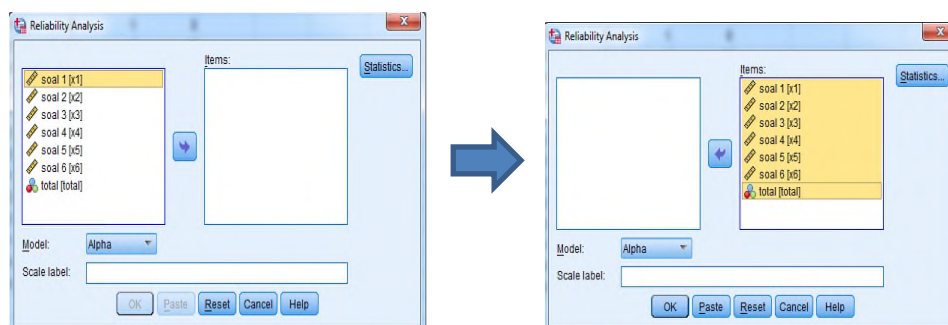 Reliability Analysis
Items:
Statistics...
soal 1 [x1]
soal 2 [x2]
soal 3 [x3]
soal 4 [x4]
soal 5 [x5]
soal 6 [x6]
total [total]
Model: Alpha
Scale label:
OK Paste Reset Cancel Help
Reliability Analysis
Items:
Statistics...
soal 1 [x1]
soal 2 [x2]
soal 3 [x3]
soal 4 [x4]
soal 5 [x5]
soal 6 [x6]
total [total]
Model: Alpha
Scale label:
OK Paste Reset Cancel Help